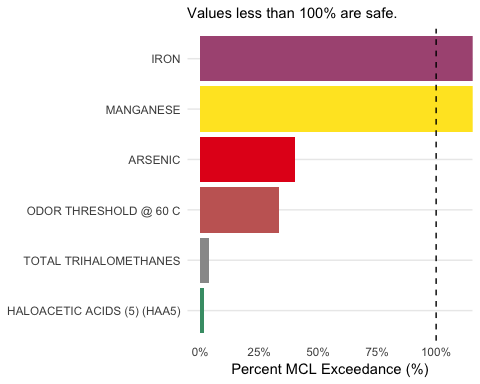 Values less than 100% are safe.
IRON
MANGANESE
ARSENIC
ODOR THRESHOLD @ 60 C
TOTAL TRIHALOMETHANES
HALOACETIC ACIDS (5) (HAA5)
0% 25% 50% 75% 100%
Percent MCL Exceedance (%)